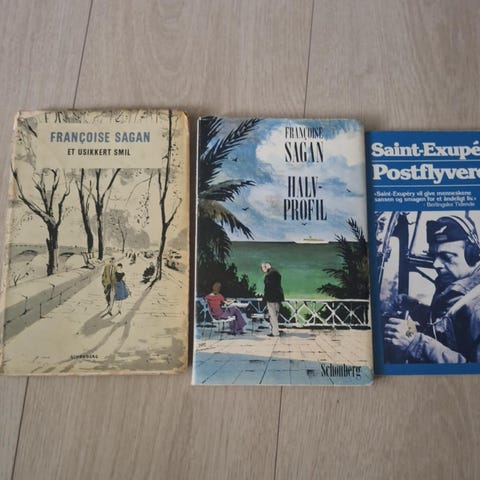 FRANÇOISE SAGAN
ET USIKKERT SMIL
SCHØNBERG
FRANÇOISE
SAGAN
HALV-
PROFIL
Schønberg
Saint-Exupé
Postflyvere
»Saint-Exupéry vil give menneskene
sansen og smagen for et åndeligt liv.«
Berlingske Tidende